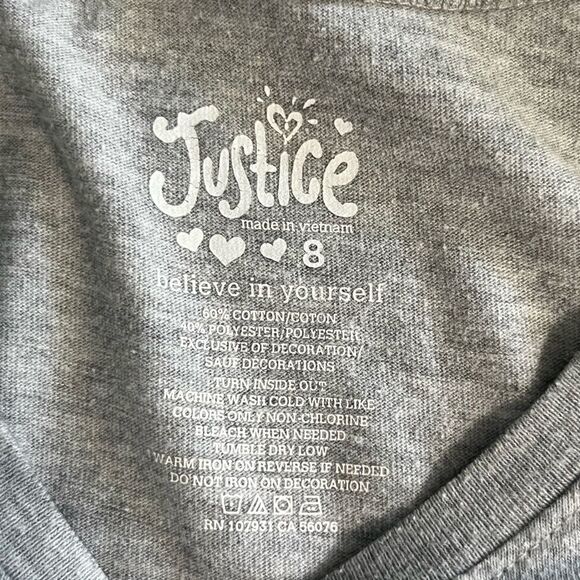 Justice
made in vietnam
8
believe in yourself
60% COTTON/COTON
40% POLYESTER/POLYESTER
EXCLUSIVE OF DECORATION/
SAUF DECORATIONS
TURN INSIDE OUT
MACHINE WASH COLD WITH LIKE
COLORS ONLY NON-CHLORINE
BLEACH WHEN NEEDED
TUMBLE DRY LOW
WARM IRON ON REVERSE IF NEEDED
DO NOT IRON ON DECORATION
RN 107931 CA 56076